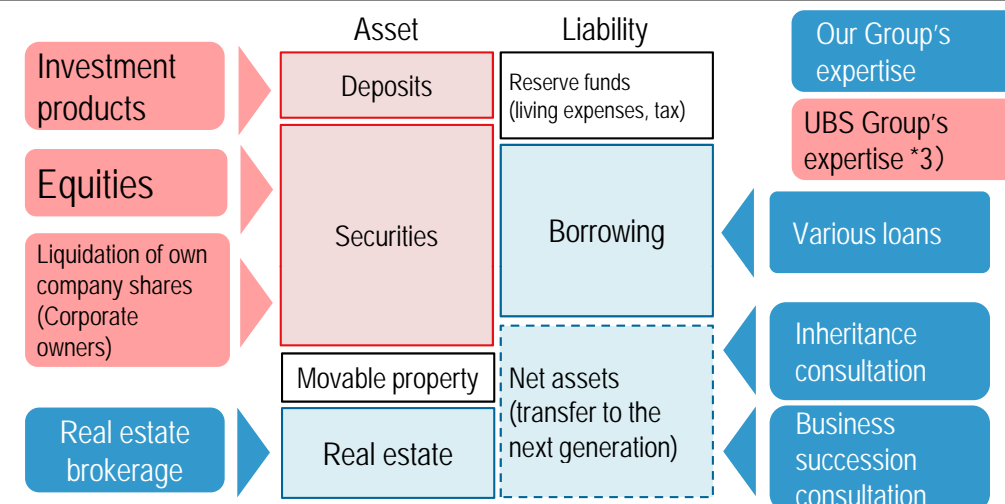 Asset
Liability
Our Group's
expertise
UBS Group's
expertise *3）
Investment
products
Equities
Liquidation of own
company shares
(Corporate
owners)
Real estate
brokerage
Deposits
Securities
Movable property
Real estate
Reserve funds
(living expenses, tax)
Borrowing
Net assets
(transfer to the
next generation)
Various loans
Inheritance
consultation
Business
succession
consultation